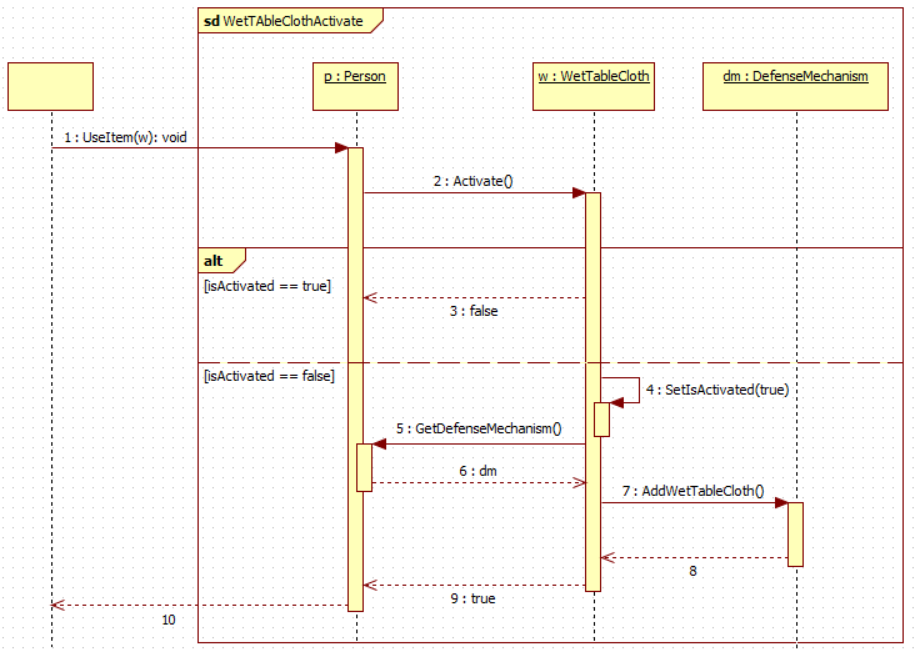 sd WetTAbleClothActivate
p : Person
w : WetTableCloth
dm : DefenseMechanism
1 : UseItem(w): void
2 : Activate()
alt
[isActivated == true]
3 : false
[isActivated == false]
4 : SetIsActivated(true)
5 : GetDefenseMechanism()
6 : dm
7 : AddWetTableCloth()
8
9 : true
10